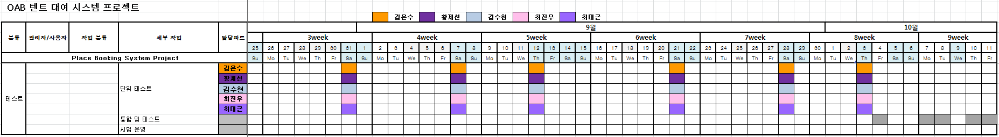 OAB 텐트 대여 시스템 프로젝트
김은수 황제선 김수현 최진우 최대근
분류 관리자/사용자 작업 분류 세부 작업 담당파트 9월 10월
3week 4week 5week 6week 7week 8week 9week
25 26 27 28 29 30 31 1 2 3 4 5 6 7 8 9 10 11 12 13 14 15 16 17 18 19 20 21 22 23 24 25 26 27 28 29 30 1 2 3 4 5 6 7 8 9 10 11
Place Booking System Project Su Mo Tu We Th Fr Sa Su Mo Tu We Th Fr Sa Su Mo Tu We Th Fr Sa Su Mo Tu We Th Fr Sa Su Mo Tu We Th Fr Sa Su Mo Tu We Th Fr Sa Su Mo Tu We Th Fr
테스트 단위 테스트 김은수
황제선
김수현
최진우
최대근
통합 및 테스트
시범 운영